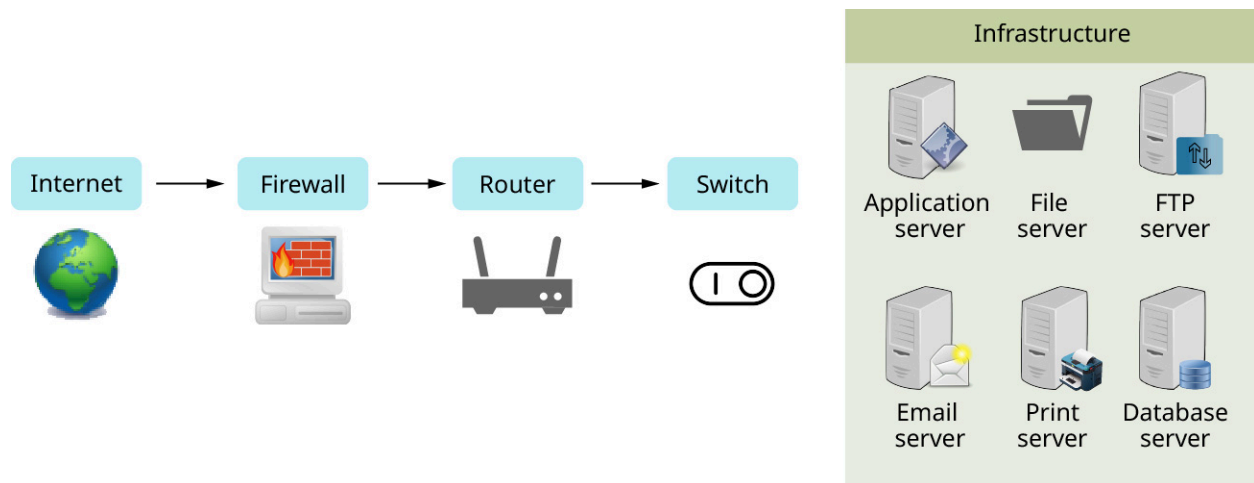 Infrastructure
Internet
Firewall
Router
Switch
Application
server
File
server
FTP
server
Email
server
Print
server
Database
server